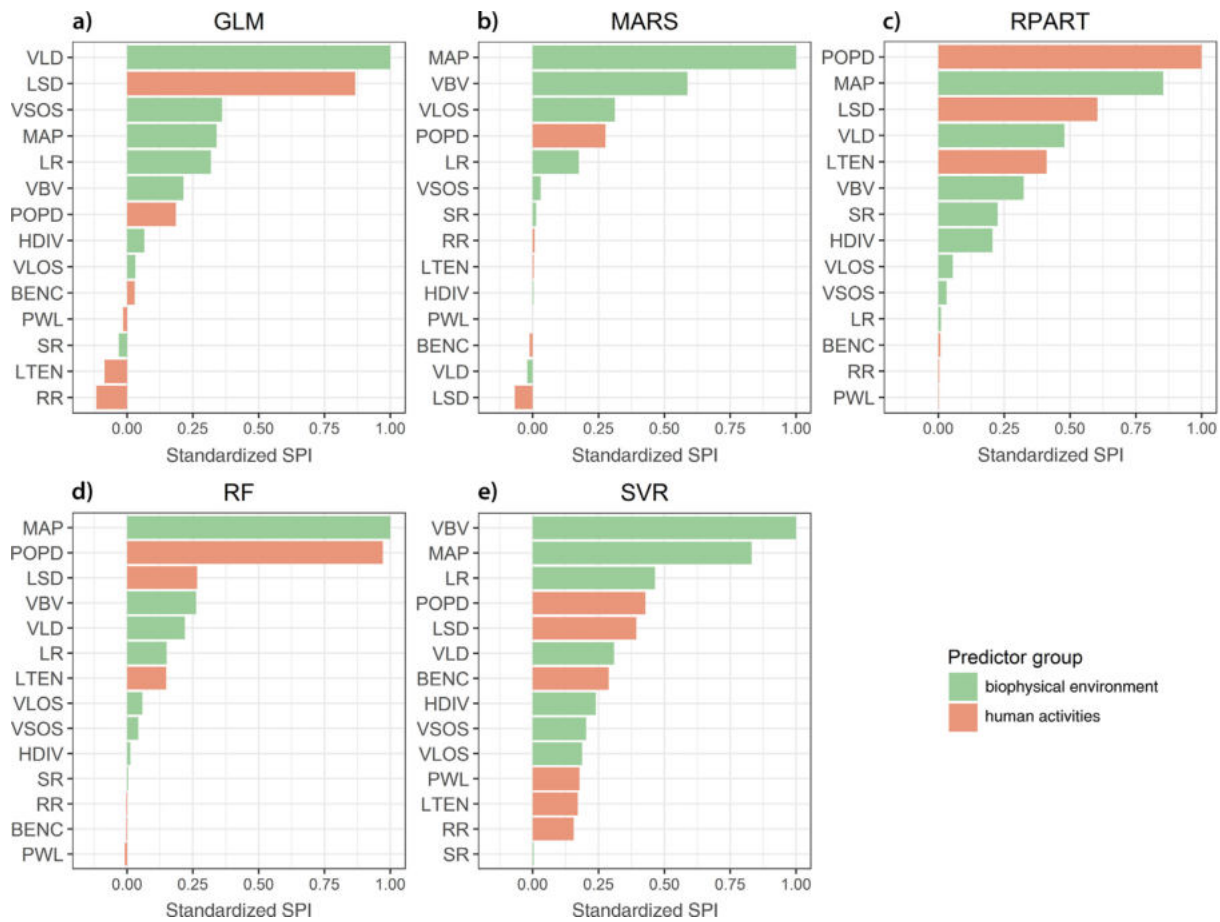 a) GLM
VLD
LSD
VSOS
MAP
LR
VBV
POPD
HDIV
VLOS
BENC
PWL
SR
LTEN
RR
0.00 0.25 0.50 0.75 1.00
Standardized SPI
b) MARS
MAP
VBV
VLOS
POPD
LR
VSOS
SR
RR
LTEN
HDIV
PWL
BENC
VLD
LSD
0.00 0.25 0.50 0.75 1.00
Standardized SPI
c) RPART
POPD
MAP
LSD
VLD
LTEN
VBV
SR
HDIV
VLOS
VSOS
LR
BENC
RR
PWL
0.00 0.25 0.50 0.75 1.00
Standardized SPI
d) RF
MAP
POPD
LSD
VBV
VLD
LR
LTEN
VLOS
VSOS
HDIV
SR
RR
BENC
PWL
0.00 0.25 0.50 0.75 1.00
Standardized SPI
e) SVR
VBV
MAP
LR
POPD
LSD
VLD
BENC
HDIV
VSOS
VLOS
PWL
LTEN
RR
SR
0.00 0.25 0.50 0.75 1.00
Standardized SPI
Predictor group
biophysical environment
human activities